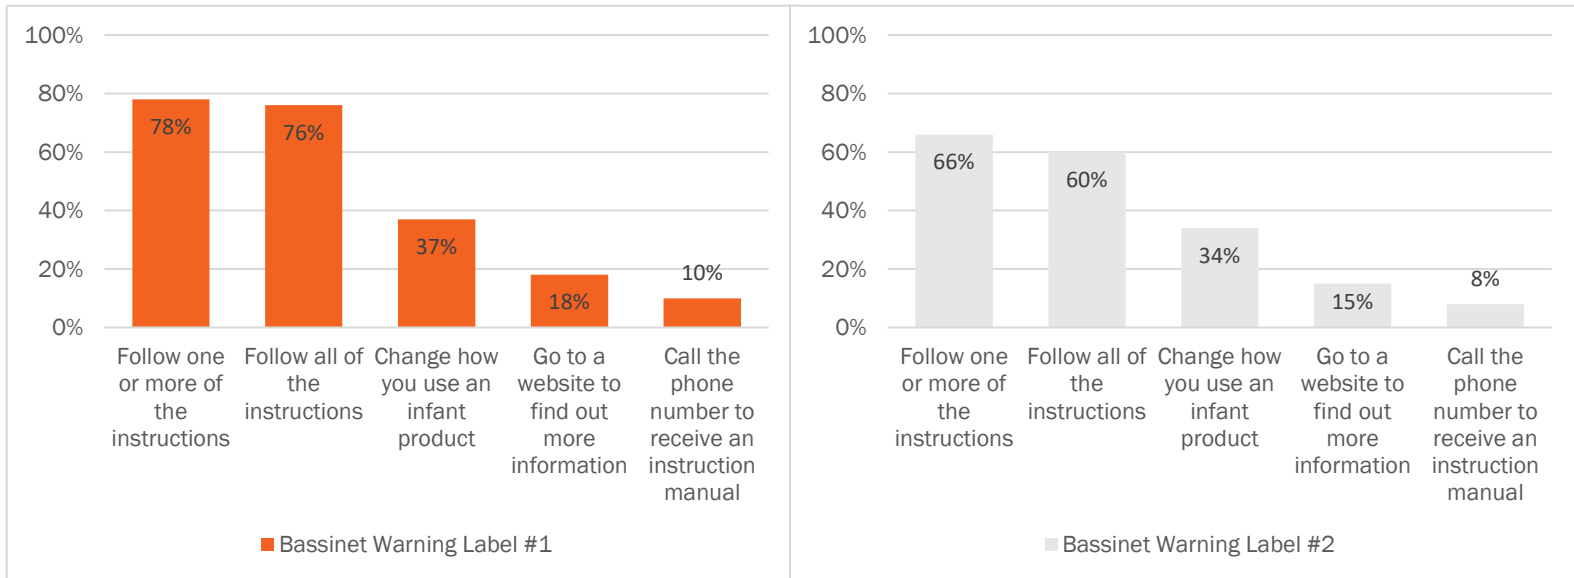 100%
80%
60%
40%
20%
0%
78%
76%
37%
18%
10%
Follow one
or more of
the
instructions
Follow all of
the
instructions
Change how
you use an
infant
product
Go to a
website to
find out
more
information
Call the
phone
number to
receive an
instruction
manual
Bassinet Warning Label #1
100%
80%
60%
40%
20%
0%
66%
60%
34%
15%
8%
Follow one
or more of
the
instructions
Follow all of
the
instructions
Change how
you use an
infant
product
Go to a
website to
find out
more
information
Call the
phone
number to
receive an
instruction
manual
Bassinet Warning Label #2